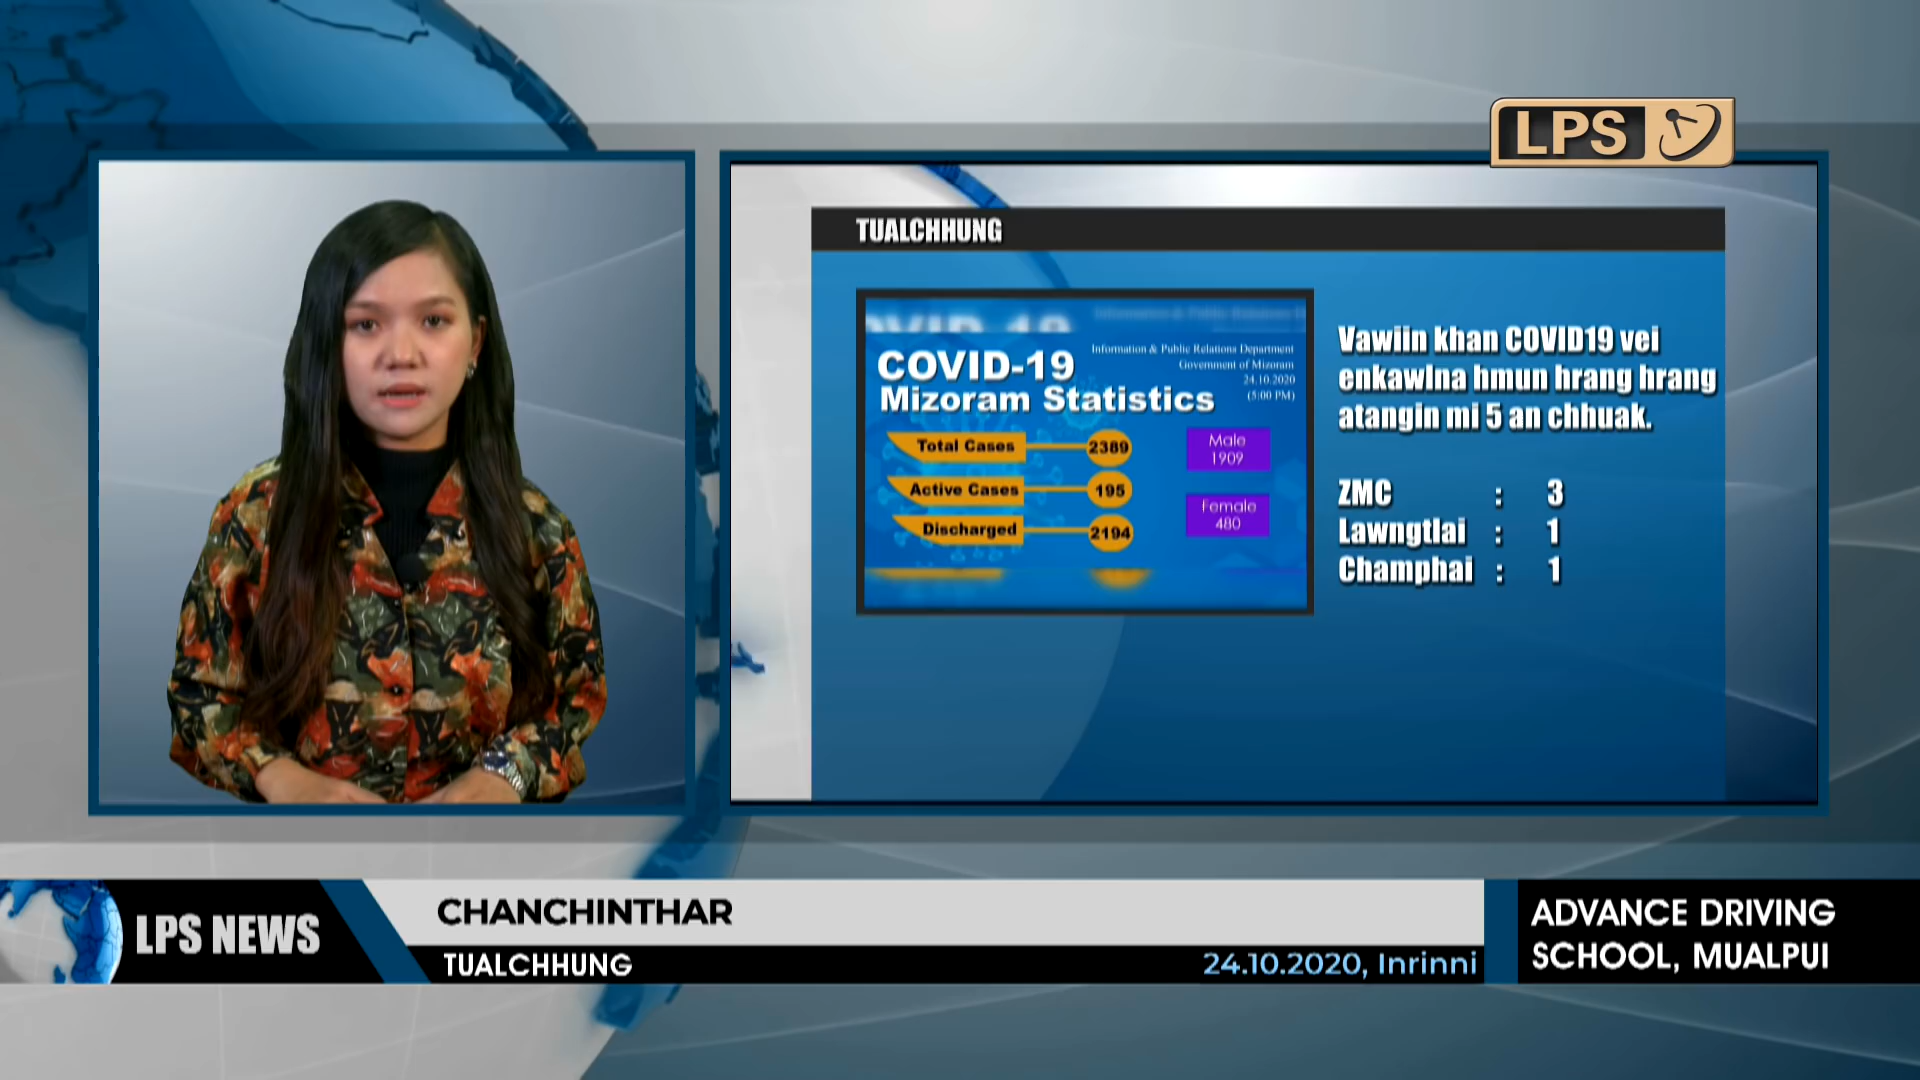 LPS
TUALCHHUNG
COVID-19
Information & Public Relations Department
Government of Mizoram
24.10.2020
(5:00 PM)
Mizoram Statistics
Total Cases 2389
Active Cases 195
Discharged 2194
Male
1909
Female
480
Vawiin khan COVID19 vei
enkawlna hmun hrang hrang
atangin mi 5 an chhuak.
ZMC : 3
Lawngtlai : 1
Champhai : 1
LPS NEWS
CHANCHINTHAR
TUALCHHUNG
24.10.2020, Inrinni
ADVANCE DRIVING
SCHOOL, MUALPUI